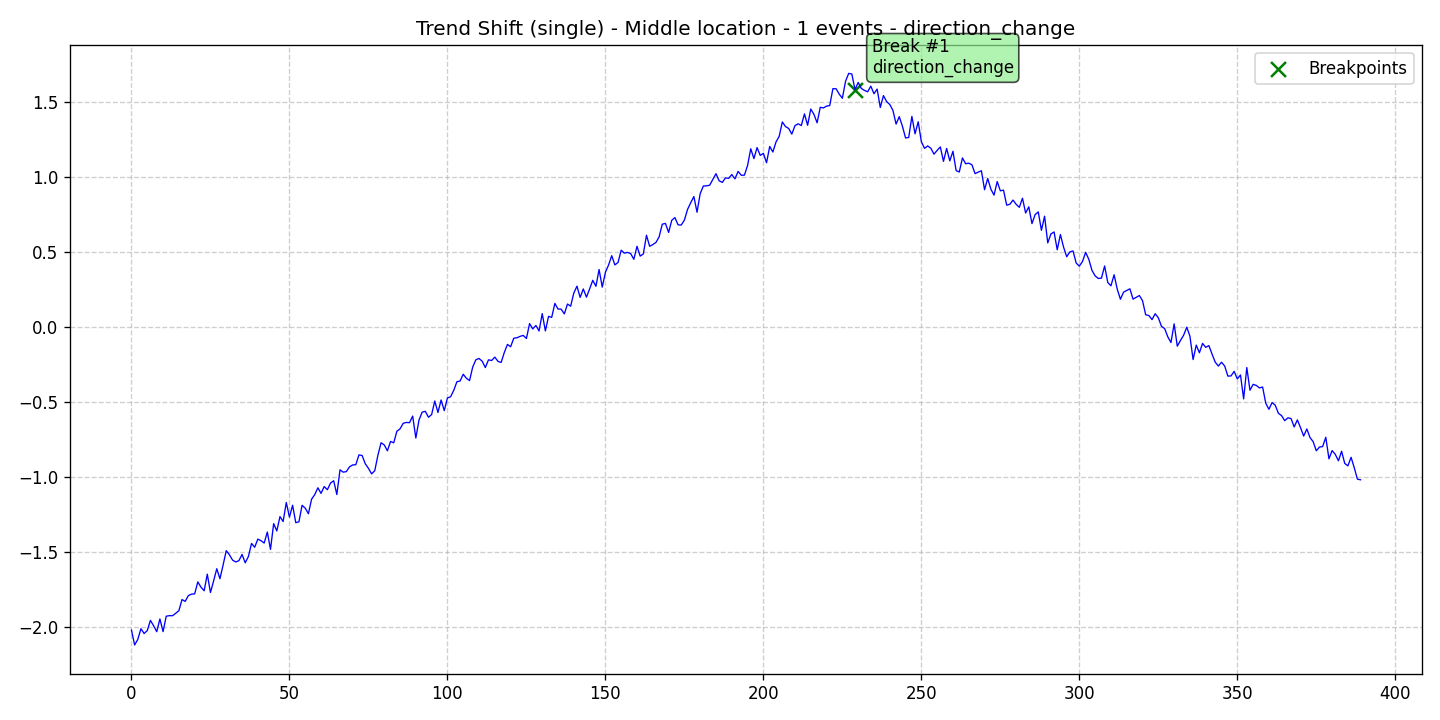 Trend Shift (single) - Middle location - 1 events - direction_change
Break #1
direction_change
Breakpoints
1.5
1.0
0.5
0.0
−0.5
−1.0
−1.5
−2.0
0 50 100 150 200 250 300 350 400